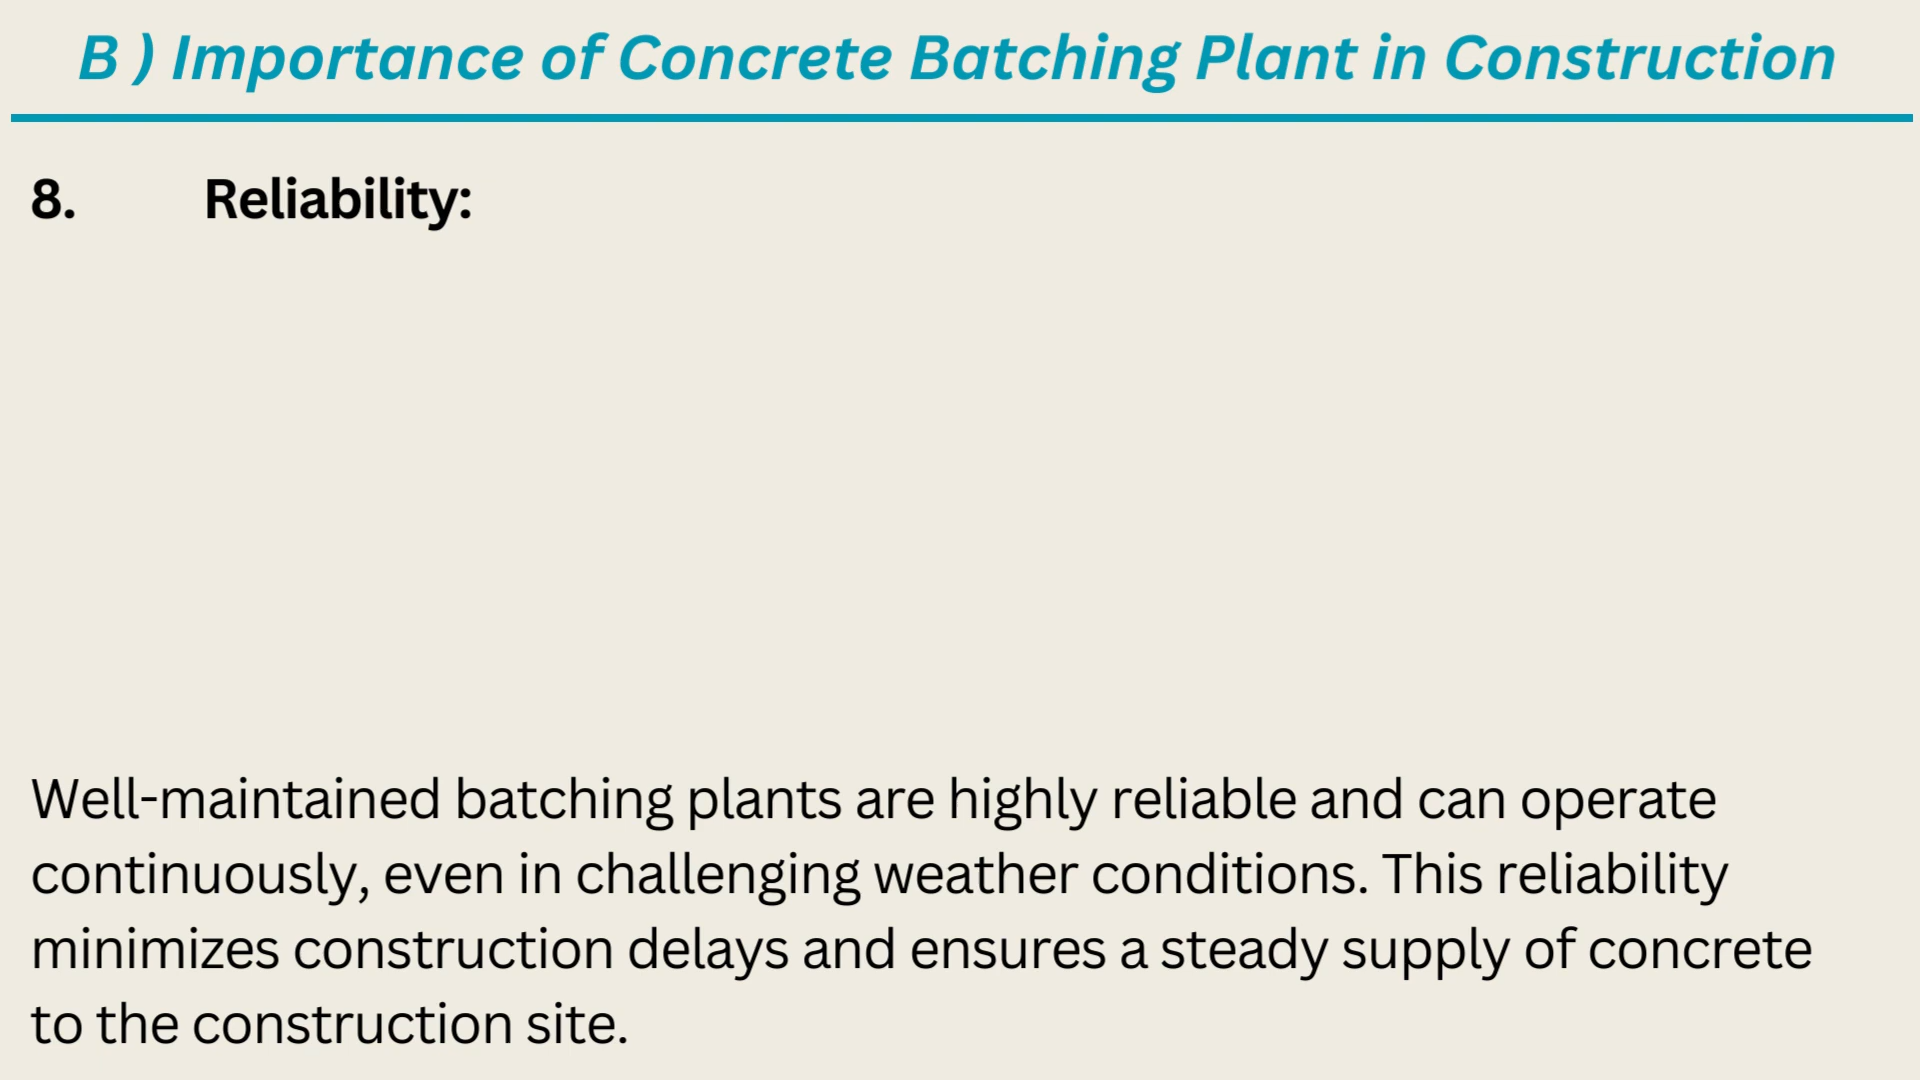 B ) Importance of Concrete Batching Plant in Construction
8. Reliability:
Well-maintained batching plants are highly reliable and can operate
continuously, even in challenging weather conditions. This reliability
minimizes construction delays and ensures a steady supply of concrete
to the construction site.